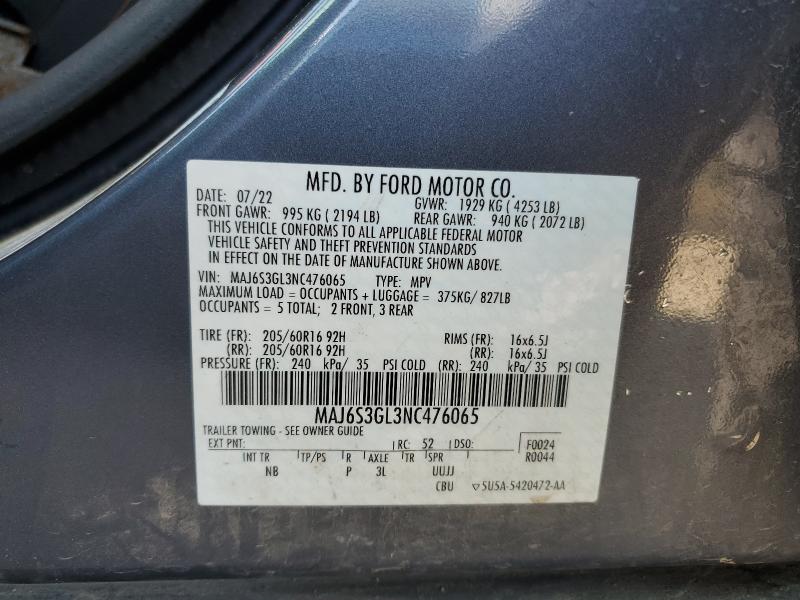 MFD. BY FORD MOTOR CO.
DATE: 07/22 GVWR: 1929 KG ( 4253 LB)
FRONT GAWR: 995 KG ( 2194 LB) REAR GAWR: 940 KG ( 2072 LB)
THIS VEHICLE CONFORMS TO ALL APPLICABLE FEDERAL MOTOR
VEHICLE SAFETY AND THEFT PREVENTION STANDARDS
IN EFFECT ON THE DATE OF MANUFACTURE SHOWN ABOVE.
VIN: MAJ6S3GL3NC476065 TYPE: MPV
MAXIMUM LOAD = OCCUPANTS + LUGGAGE = 375KG/ 827LB
OCCUPANTS = 5 TOTAL; 2 FRONT, 3 REAR
TIRE (FR): 205/60R16 92H RIMS (FR): 16x6.5J
(RR): 205/60R16 92H (RR): 16x6.5J
PRESSURE (FR): 240 kPa/ 35 PSI COLD (RR): 240 kPa/ 35 PSI COLD
MAJ6S3GL3NC476065
TRAILER TOWING - SEE OWNER GUIDE
EXT PNT: RC: 52 DSO: F0024
INT TR TP/PS R AXLE TR SPR R0044
NB P 3L UUJJ
CBU ▽5U5A-5420472-AA